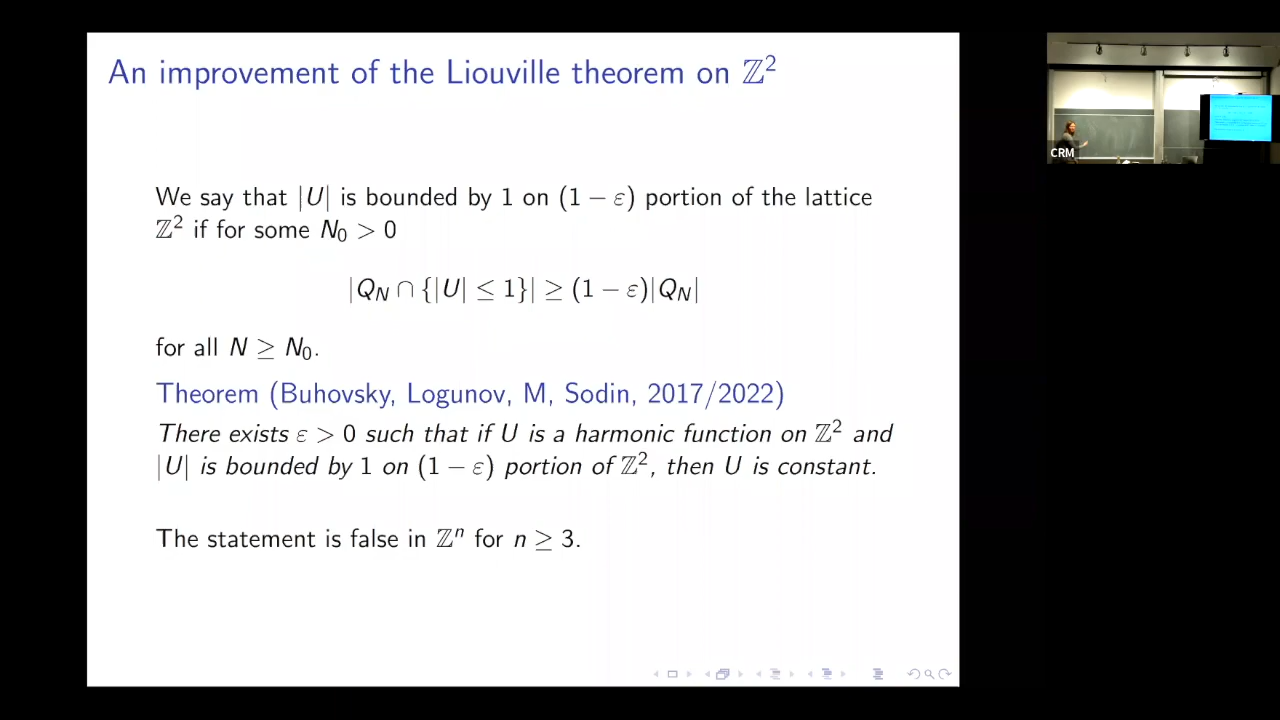 An improvement of the Liouville theorem on ℤ²
We say that |U| is bounded by 1 on (1 − ε) portion of the lattice
ℤ² if for some N₀ > 0
|Q_N ∩ {|U| ≤ 1}| ≥ (1 − ε)|Q_N|
for all N ≥ N₀.
Theorem (Buhovsky, Logunov, M, Sodin, 2017/2022)
There exists ε > 0 such that if U is a harmonic function on ℤ² and
|U| is bounded by 1 on (1 − ε) portion of ℤ², then U is constant.
The statement is false in ℤⁿ for n ≥ 3.
CRM